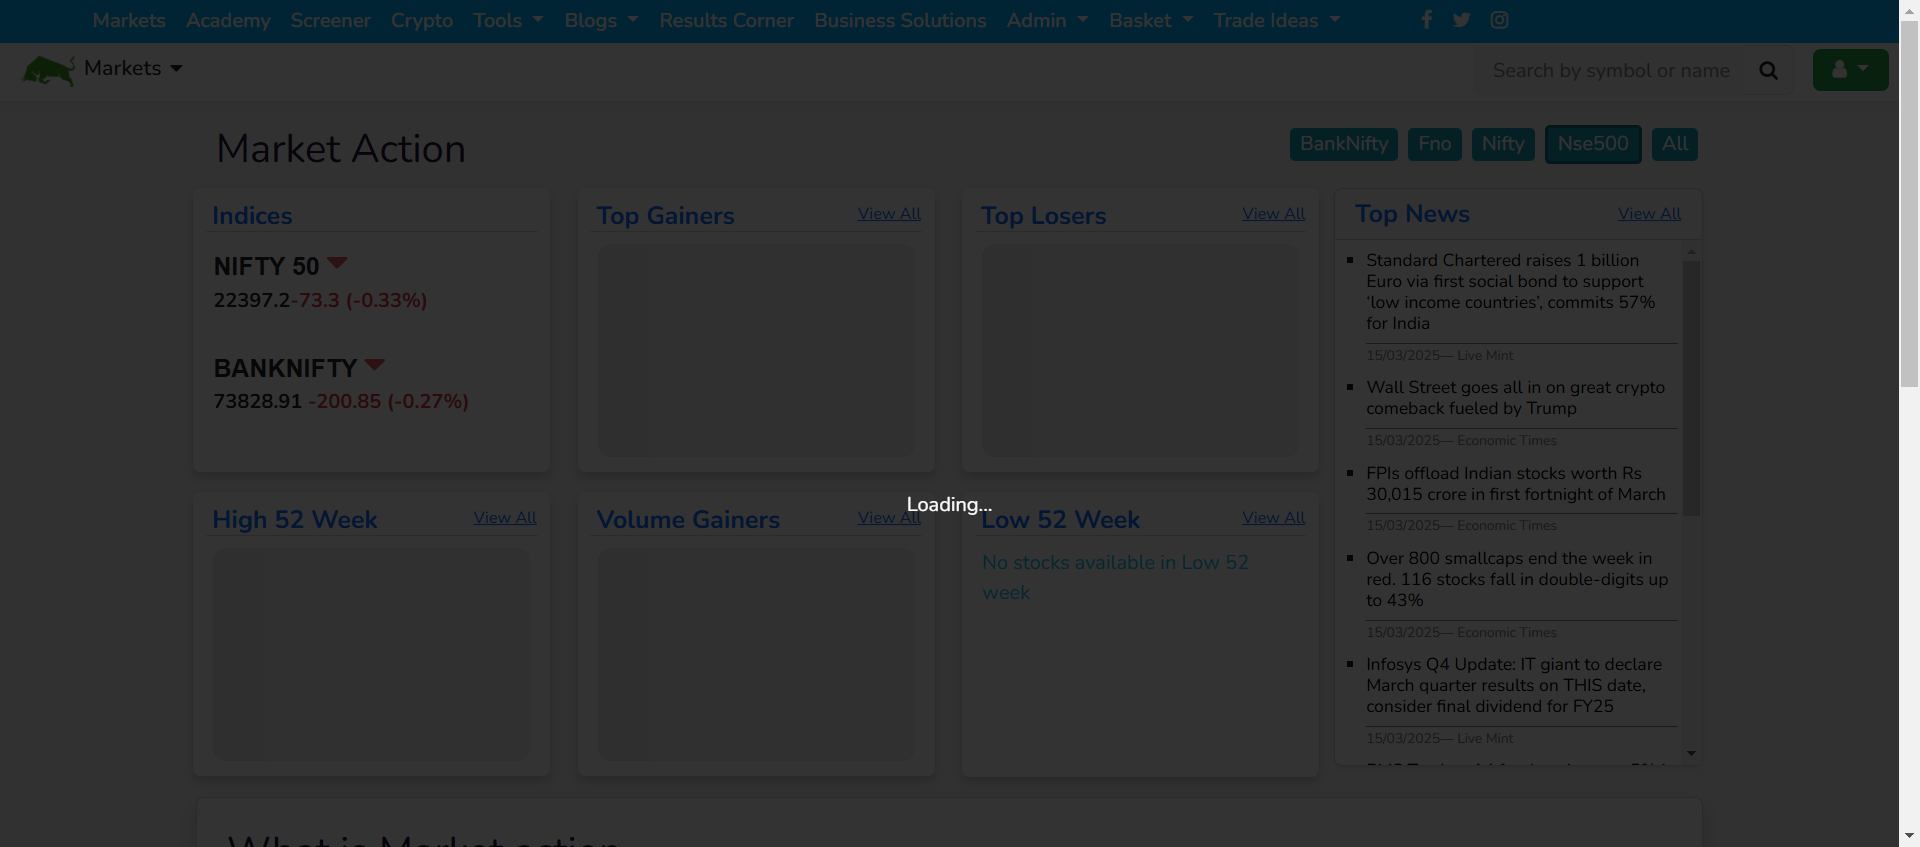 Markets Academy Screener Crypto Tools Blogs Results Corner Business Solutions Admin Basket Trade Ideas
Markets
Search by symbol or name
Market Action
BankNifty Fno Nifty Nse500 All
Indices
NIFTY 50
22397.2-73.3 (-0.33%)
BANKNIFTY
73828.91 -200.85 (-0.27%)
Top Gainers View All
Top Losers View All
Top News View All
Standard Chartered raises 1 billion
Euro via first social bond to support
‘low income countries’, commits 57%
for India
15/03/2025— Live Mint
Wall Street goes all in on great crypto
comeback fueled by Trump
15/03/2025— Economic Times
FPIs offload Indian stocks worth Rs
30,015 crore in first fortnight of March
15/03/2025— Economic Times
Over 800 smallcaps end the week in
red. 116 stocks fall in double-digits up
to 43%
15/03/2025— Economic Times
Infosys Q4 Update: IT giant to declare
March quarter results on THIS date,
consider final dividend for FY25
15/03/2025— Live Mint
Loading...
High 52 Week View All
Volume Gainers View All
Low 52 Week View All
No stocks available in Low 52
week
What is Market action